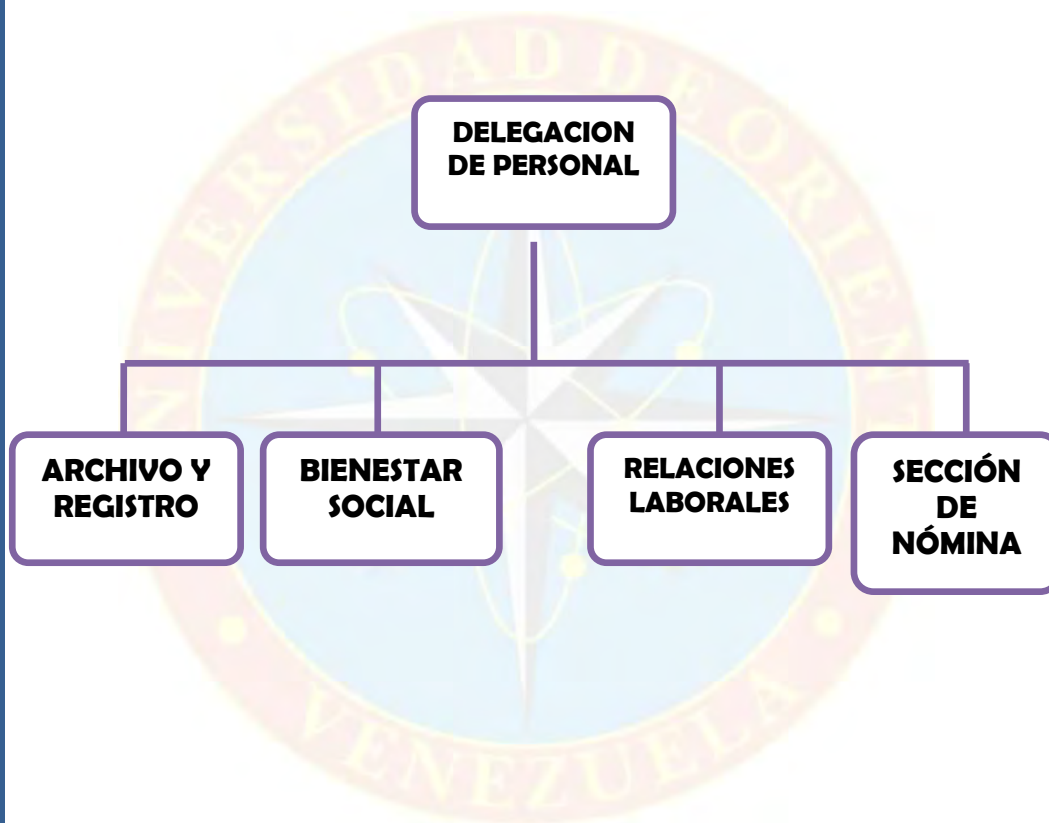 UNIVERSIDAD DE ORIENTE
VENEZUELA
DELEGACION
DE PERSONAL
ARCHIVO Y
REGISTRO
BIENESTAR
SOCIAL
RELACIONES
LABORALES
SECCIÓN
DE
NÓMINA